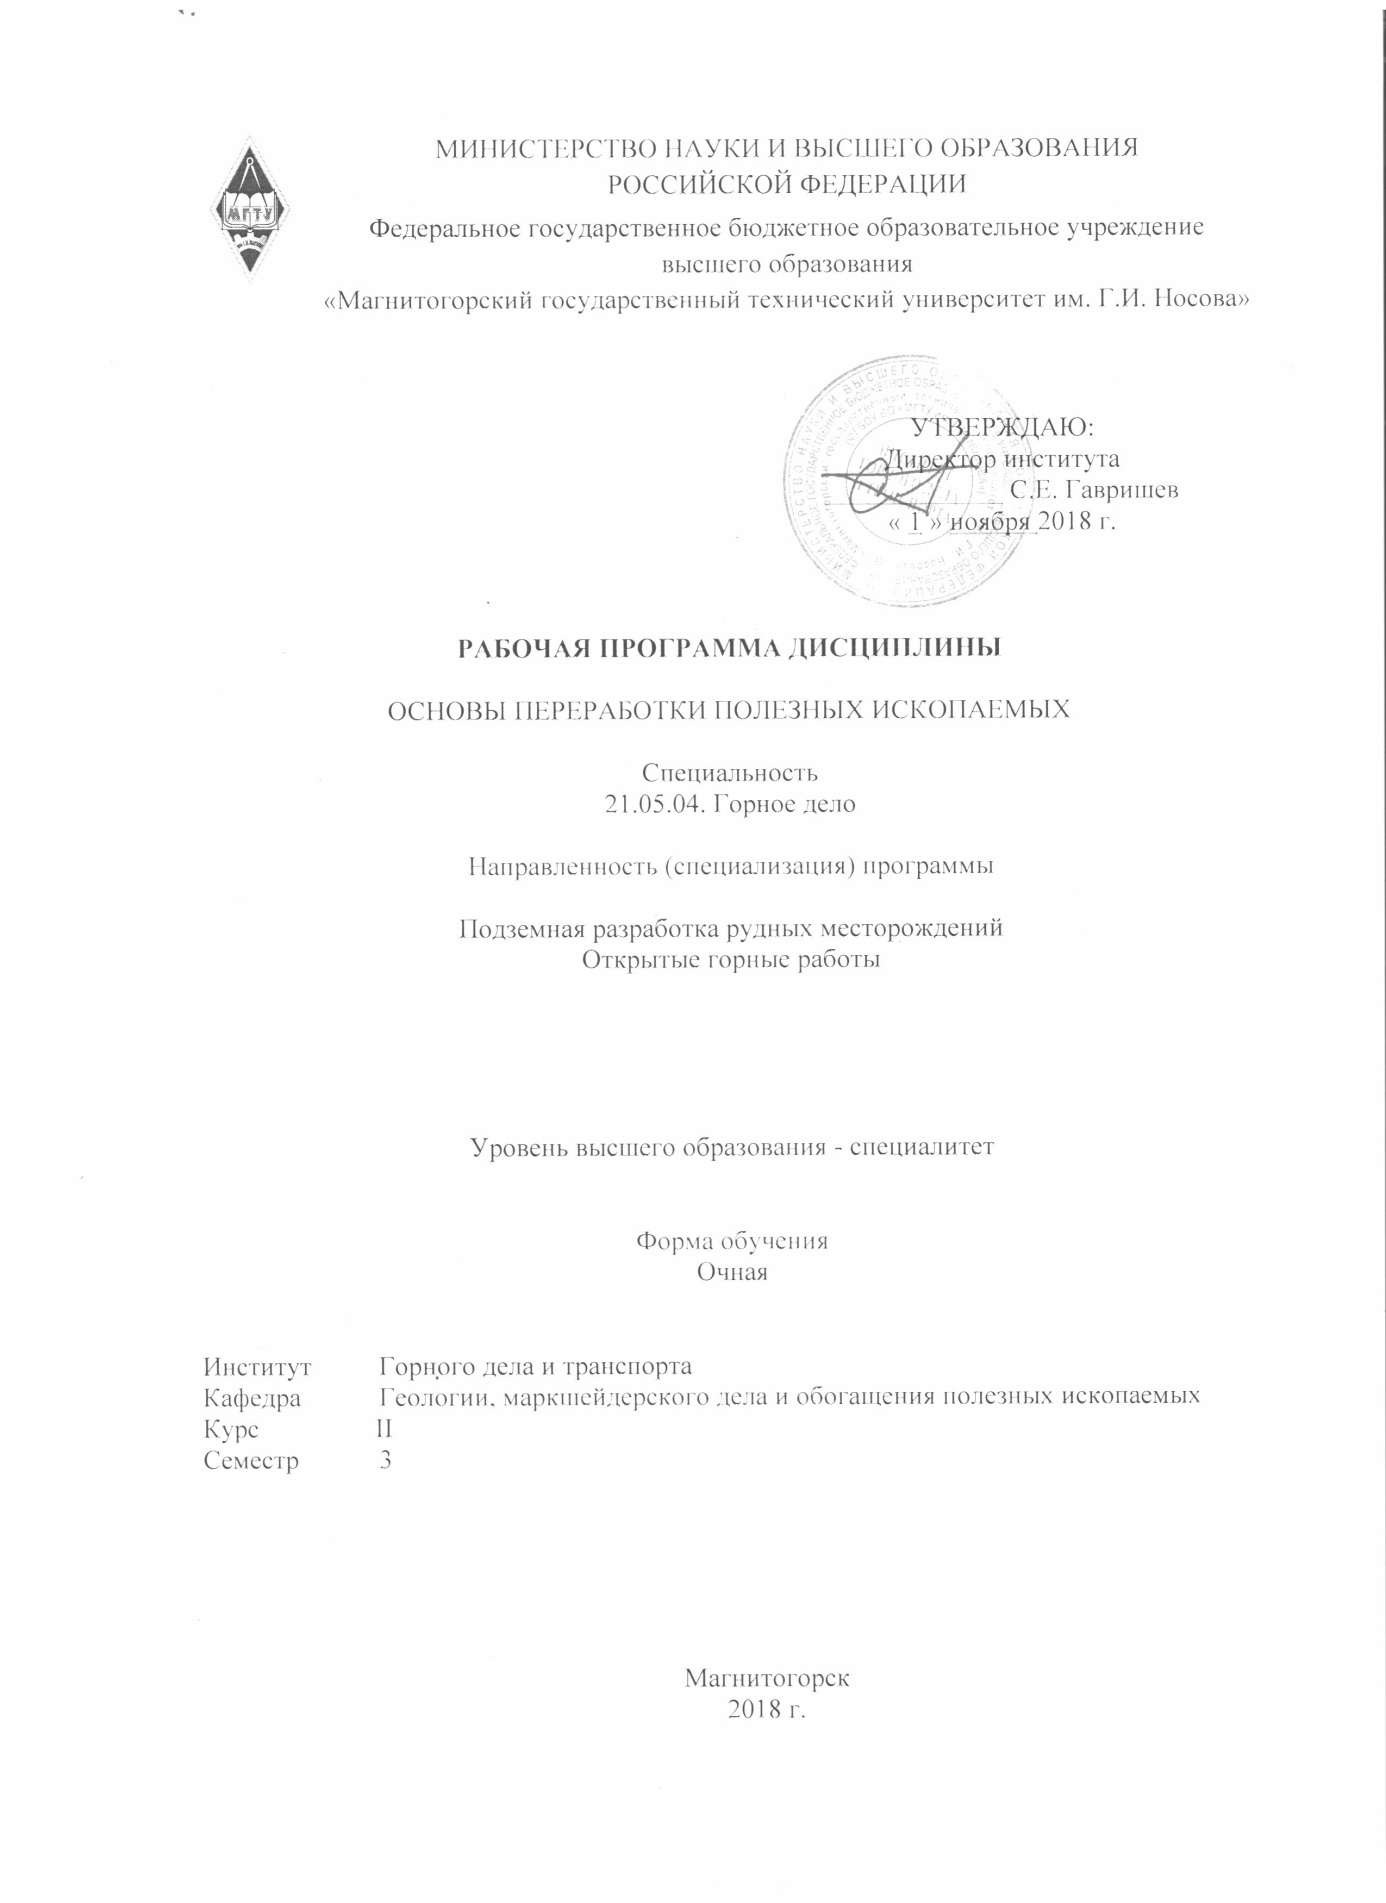 МИНИСТЕРСТВО НАУКИ И ВЫСШЕГО ОБРАЗОВАНИЯ
РОССИЙСКОЙ ФЕДЕРАЦИИ
Федеральное государственное бюджетное образовательное учреждение
высшего образования
«Магнитогорский государственный технический университет им. Г.И. Носова»
МГТУ
УТВЕРЖДАЮ:
Директор института
С.Е. Гавришев
« 1 » ноября 2018 г.
РАБОЧАЯ ПРОГРАММА ДИСЦИПЛИНЫ
ОСНОВЫ ПЕРЕРАБОТКИ ПОЛЕЗНЫХ ИСКОПАЕМЫХ
Специальность
21.05.04. Горное дело
Направленность (специализация) программы
Подземная разработка рудных месторождений
Открытые горные работы
Уровень высшего образования - специалитет
Форма обучения
Очная
Институт Горного дела и транспорта
Кафедра Геологии, маркшейдерского дела и обогащения полезных ископаемых
Курс II
Семестр 3
Магнитогорск
2018 г.